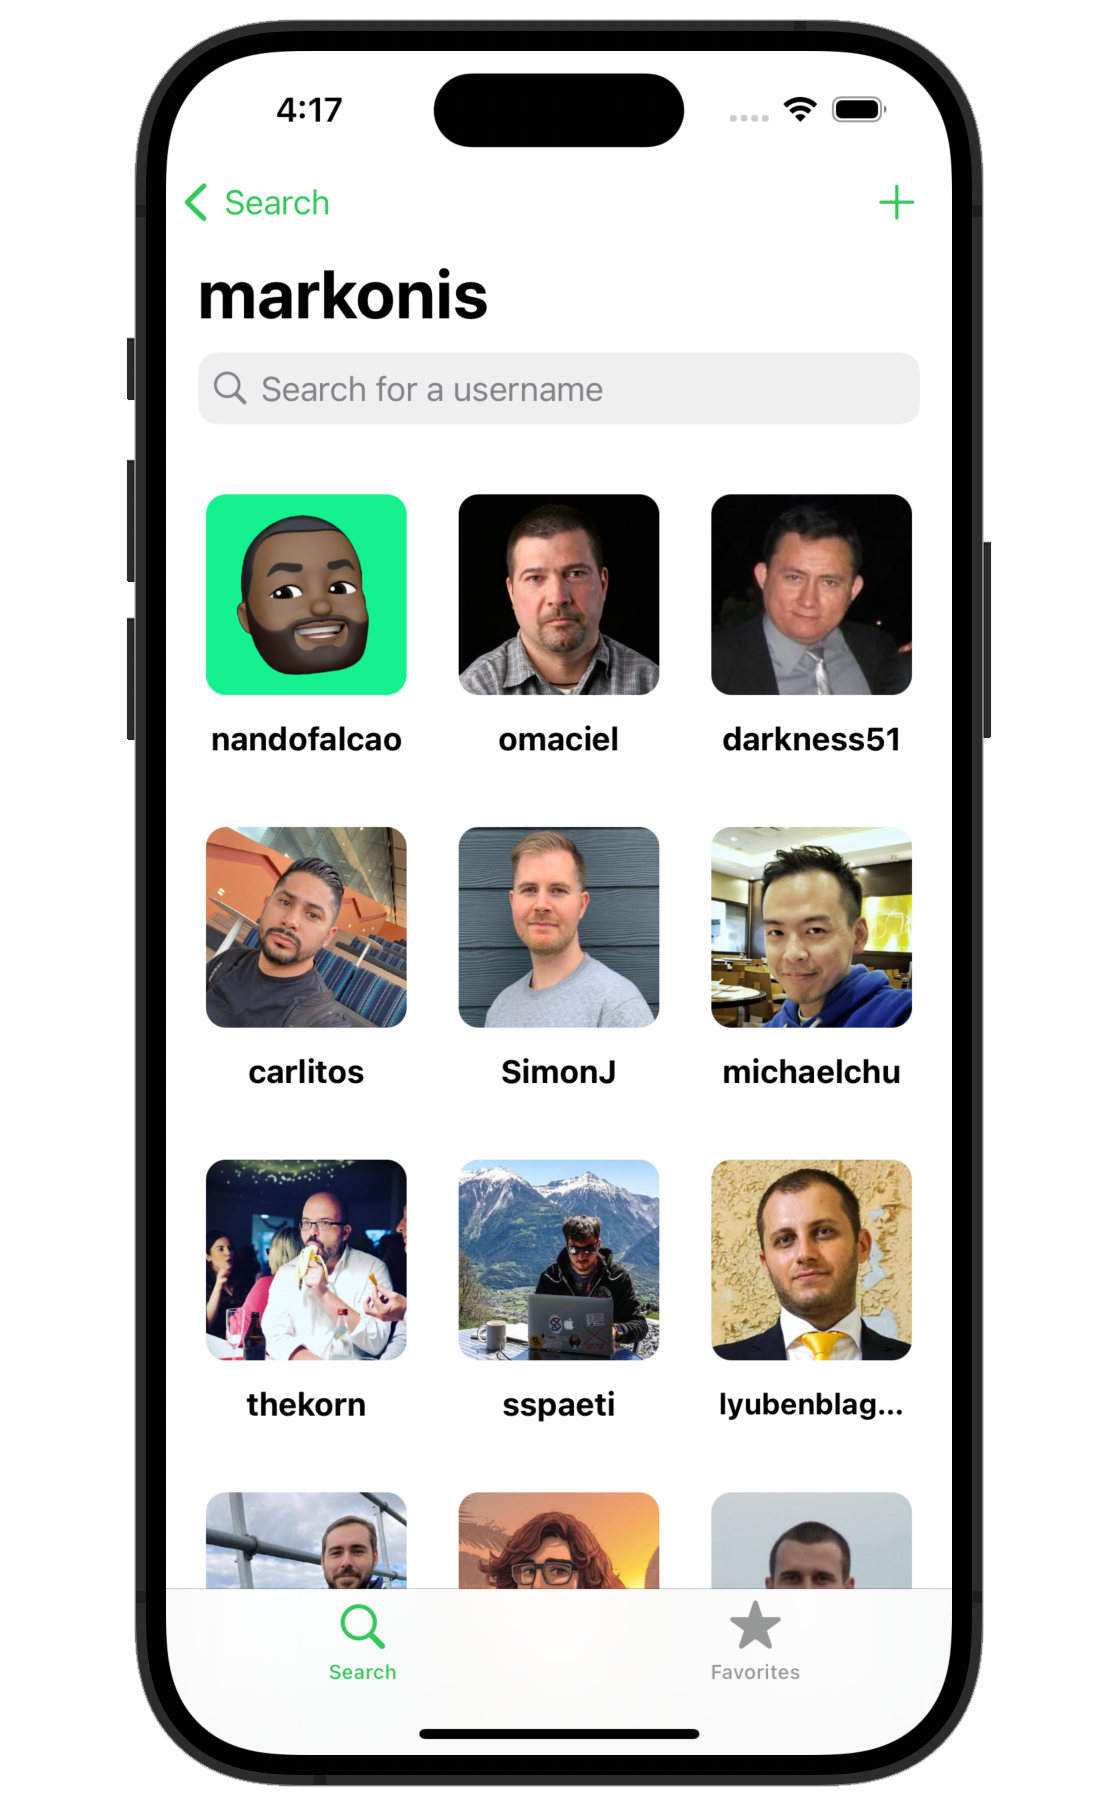 4:17
Search
markonis
Search for a username
nandofalcao omaciel darkness51
carlitos SimonJ michaelchu
thekorn sspaeti lyubenblag...
Search Favorites